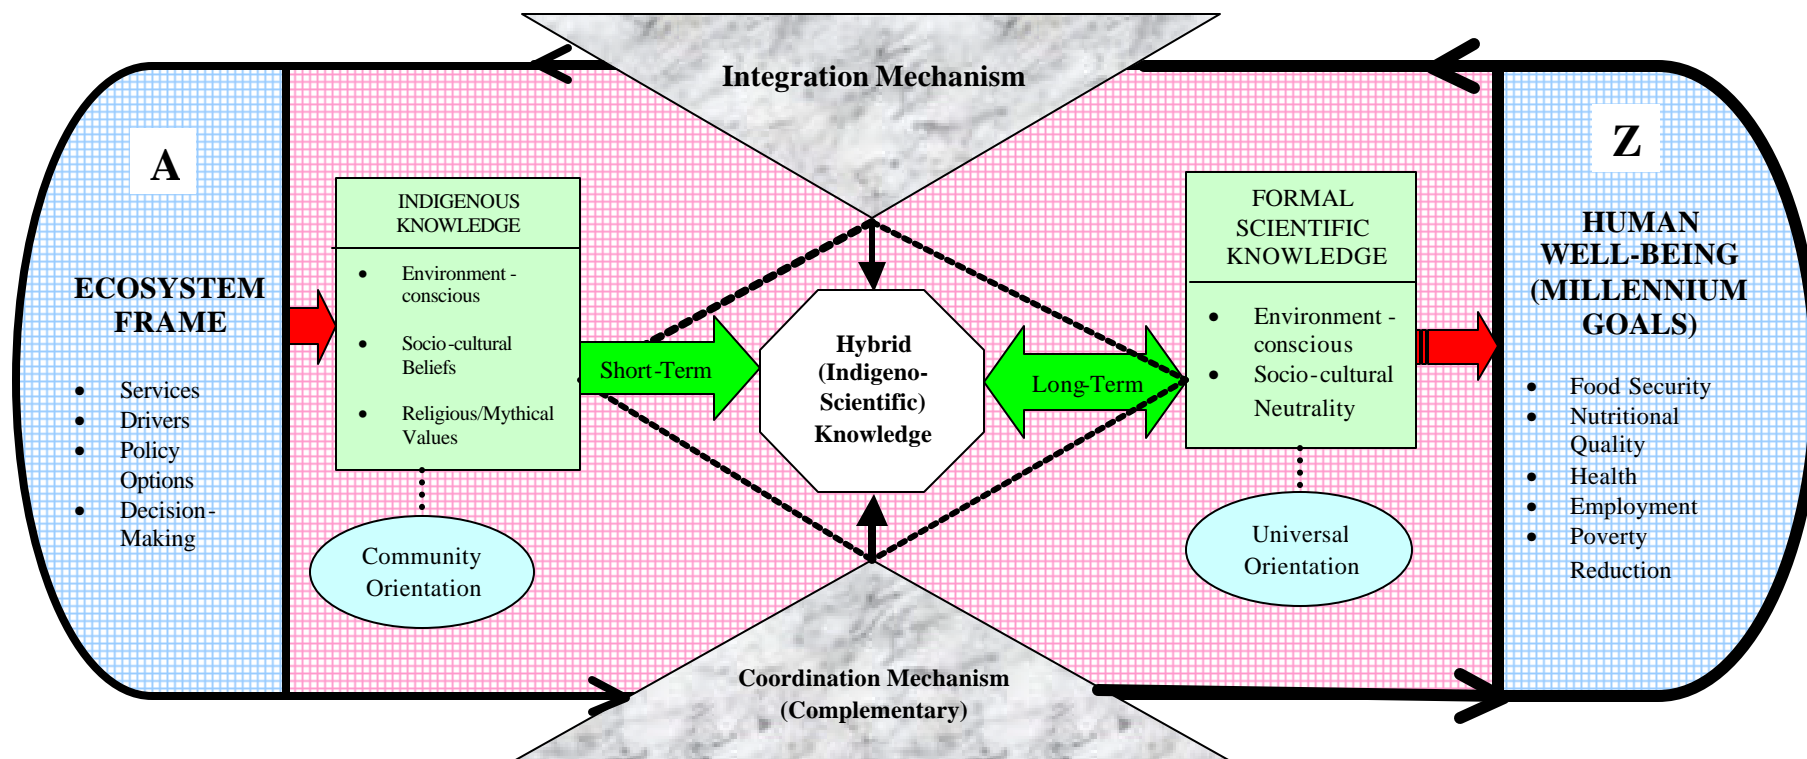 Integration Mechanism
A
ECOSYSTEM
FRAME
• Services
• Drivers
• Policy
Options
• Decision-
Making
INDIGENOUS
KNOWLEDGE
• Environment -
conscious
• Socio-cultural
Beliefs
• Religious/Mythical
Values
Community
Orientation
Short-Term
Hybrid
(Indigeno-
Scientific)
Knowledge
Long-Term
FORMAL
SCIENTIFIC
KNOWLEDGE
• Environment -
conscious
• Socio-cultural
Neutrality
Universal
Orientation
Z
HUMAN
WELL-BEING
(MILLENNIUM
GOALS)
• Food Security
• Nutritional
Quality
• Health
• Employment
• Poverty
Reduction
Coordination Mechanism
(Complementary)